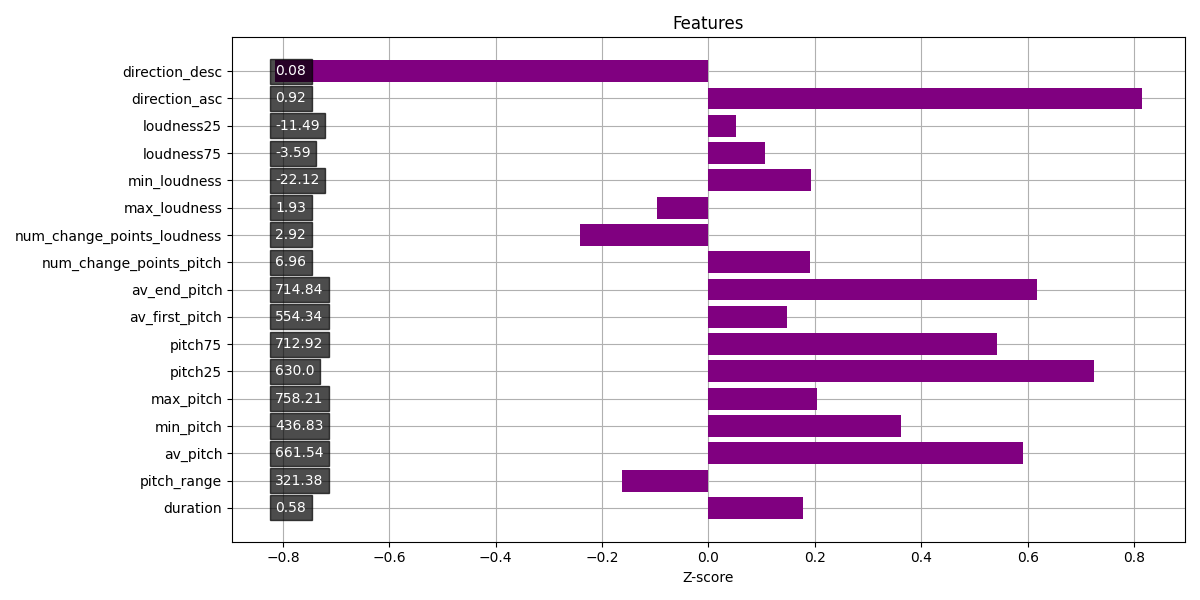 Features
direction_desc 0.08
direction_asc 0.92
loudness25 -11.49
loudness75 -3.59
min_loudness -22.12
max_loudness 1.93
num_change_points_loudness 2.92
num_change_points_pitch 6.96
av_end_pitch 714.84
av_first_pitch 554.34
pitch75 712.92
pitch25 630.0
max_pitch 758.21
min_pitch 436.83
av_pitch 661.54
pitch_range 321.38
duration 0.58
−0.8 −0.6 −0.4 −0.2 0.0 0.2 0.4 0.6 0.8
Z-score